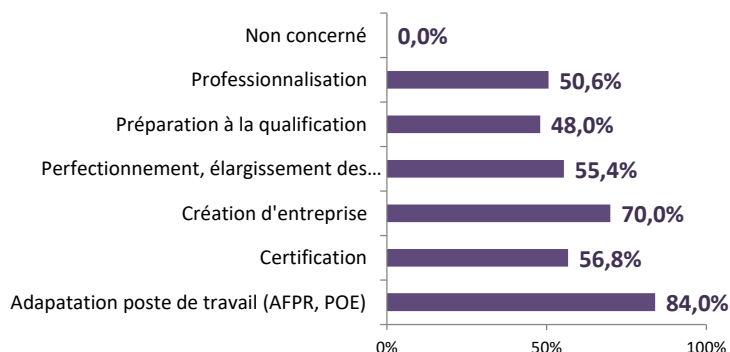 Non concerné 0,0%
Professionnalisation 50,6%
Préparation à la qualification 48,0%
Perfectionnement, élargissement des... 55,4%
Création d'entreprise 70,0%
Certification 56,8%
Adapatation poste de travail (AFPR, POE) 84,0%
0% 50% 100%